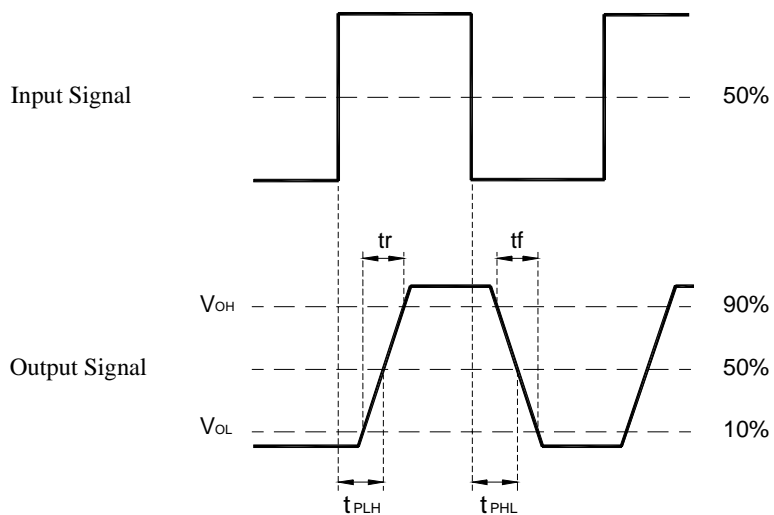 Input Signal
50%
tr
tf
VOH
90%
Output Signal
50%
VOL
10%
tPLH
tPHL